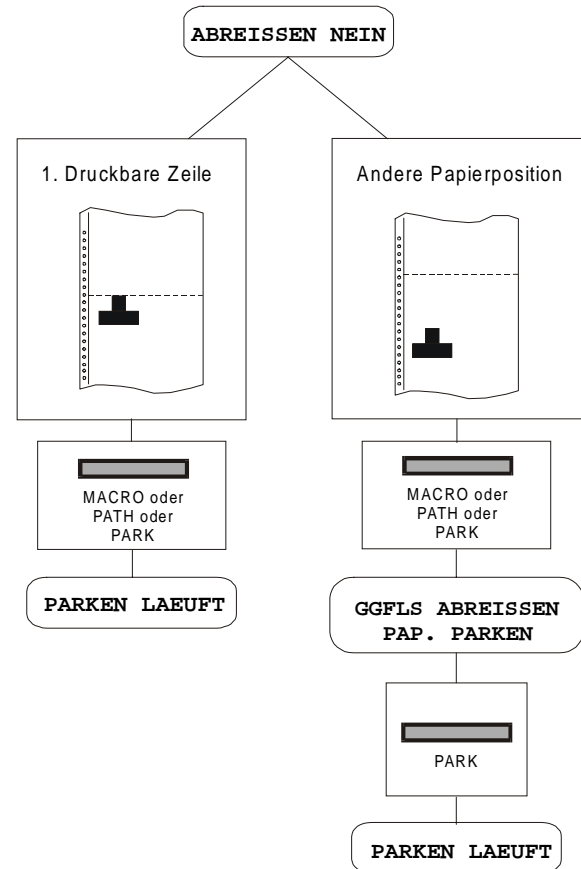 ABREISSEN NEIN
1. Druckbare Zeile
MACRO oder
PATH oder
PARK
PARKEN LAEUFT
Andere Papierposition
MACRO oder
PATH oder
PARK
GGFLS ABREISSEN
PAP. PARKEN
PARK
PARKEN LAEUFT